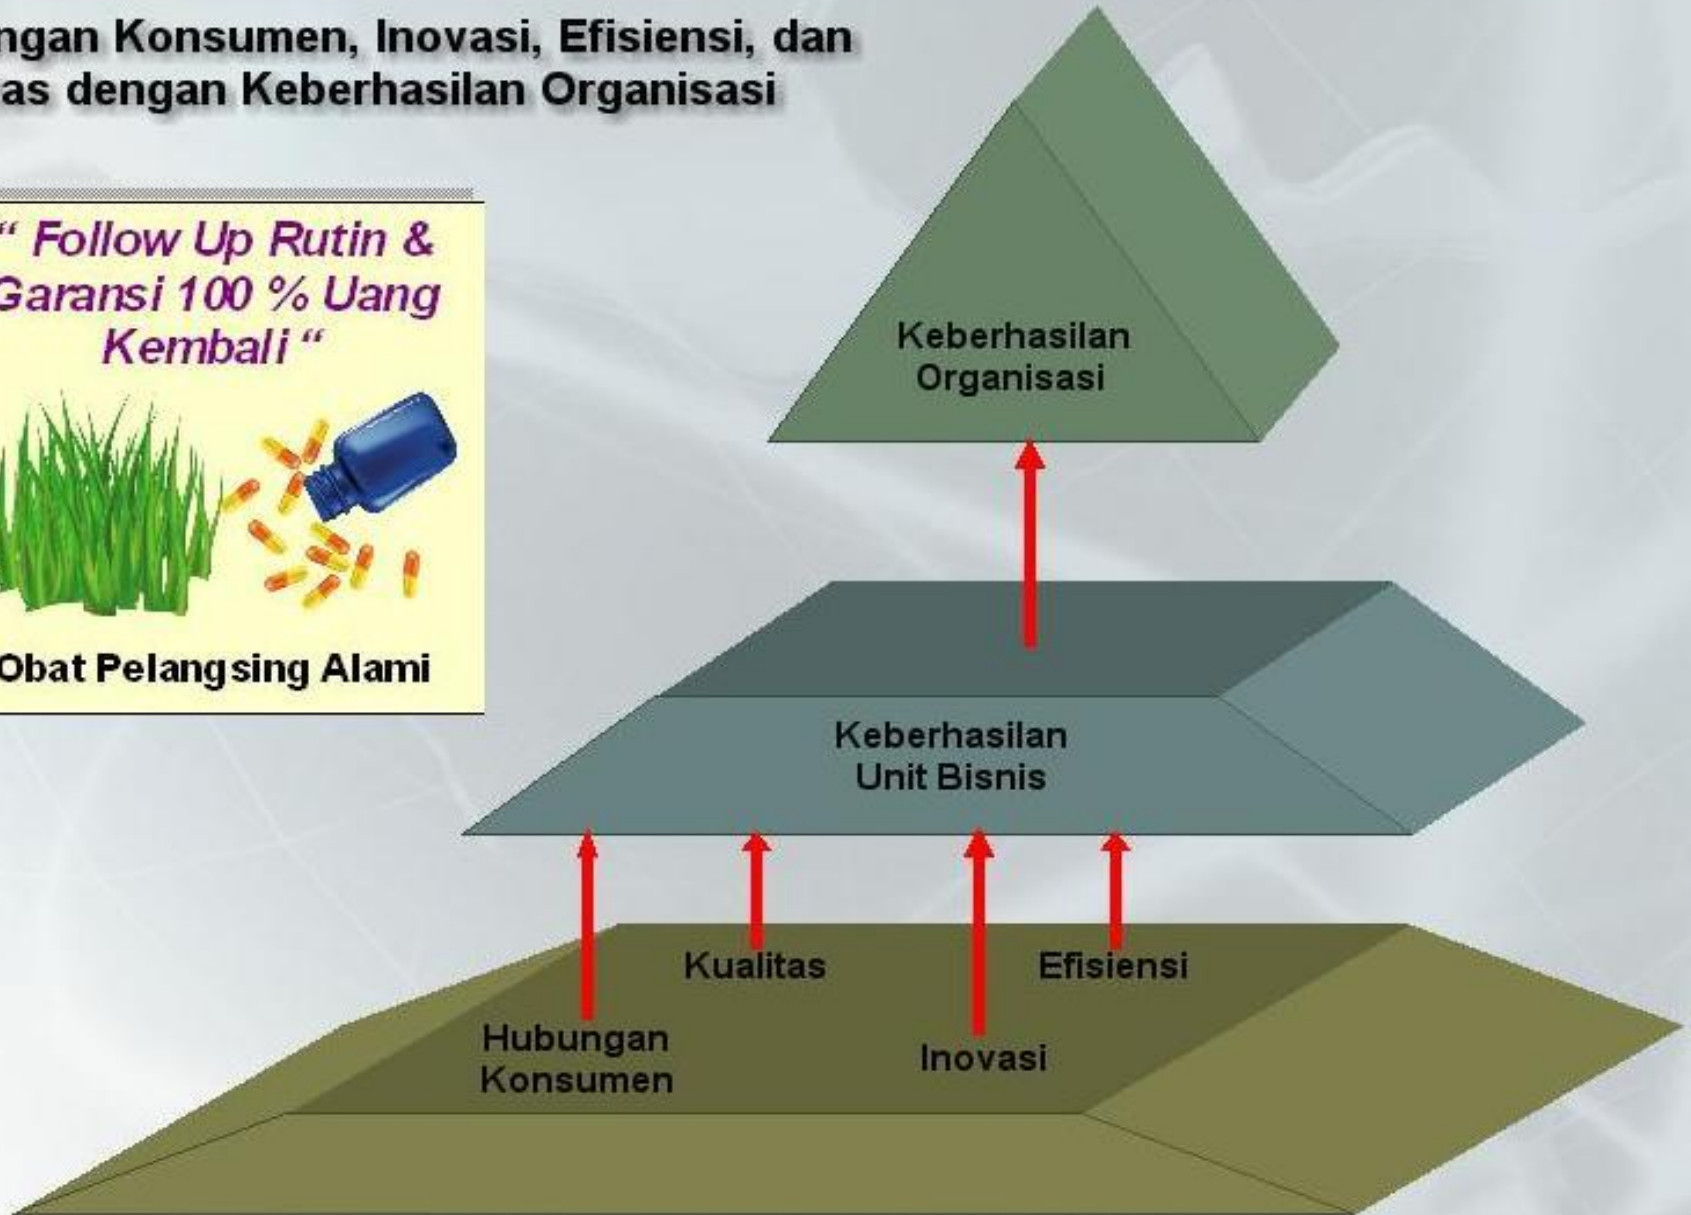 ngan Konsumen, Inovasi, Efisiensi, dan
as dengan Keberhasilan Organisasi
“ Follow Up Rutin &
Garansi 100 % Uang
Kembali “
Obat Pelangsing Alami
Keberhasilan
Organisasi
Keberhasilan
Unit Bisnis
Kualitas
Efisiensi
Hubungan
Konsumen
Inovasi